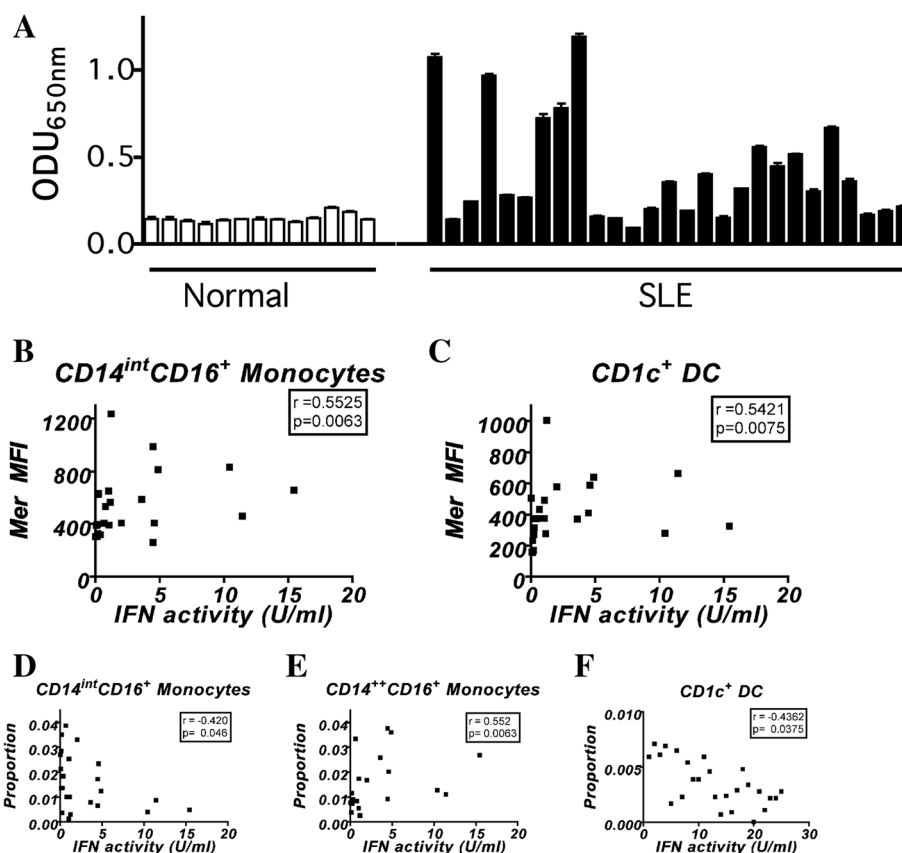 A
ODU650nm
1.0
0.5
0.0
Normal
SLE
B
CD14intCD16+ Monocytes
r =0.5525
p=0.0063
Mer MFI
1200
800
400
0
0 5 10 15 20
IFN activity (U/ml)
C
CD1c+ DC
r =0.5421
p=0.0075
Mer MFI
1000
800
600
400
200
0
0 5 10 15 20
IFN activity (U/ml)
D
CD14intCD16+ Monocytes
r = -0.420
p= 0.046
Proportion
0.04
0.03
0.02
0.01
0.00
0 5 10 15 20
IFN activity (U/ml)
E
CD14++CD16+ Monocytes
r = 0.552
p= 0.0063
Proportion
0.04
0.03
0.02
0.01
0.00
0 5 10 15 20
IFN activity (U/ml)
F
CD1c+ DC
r = -0.4362
p= 0.0375
Proportion
0.010
0.005
0.000
0 10 20 30
IFN activity (U/ml)